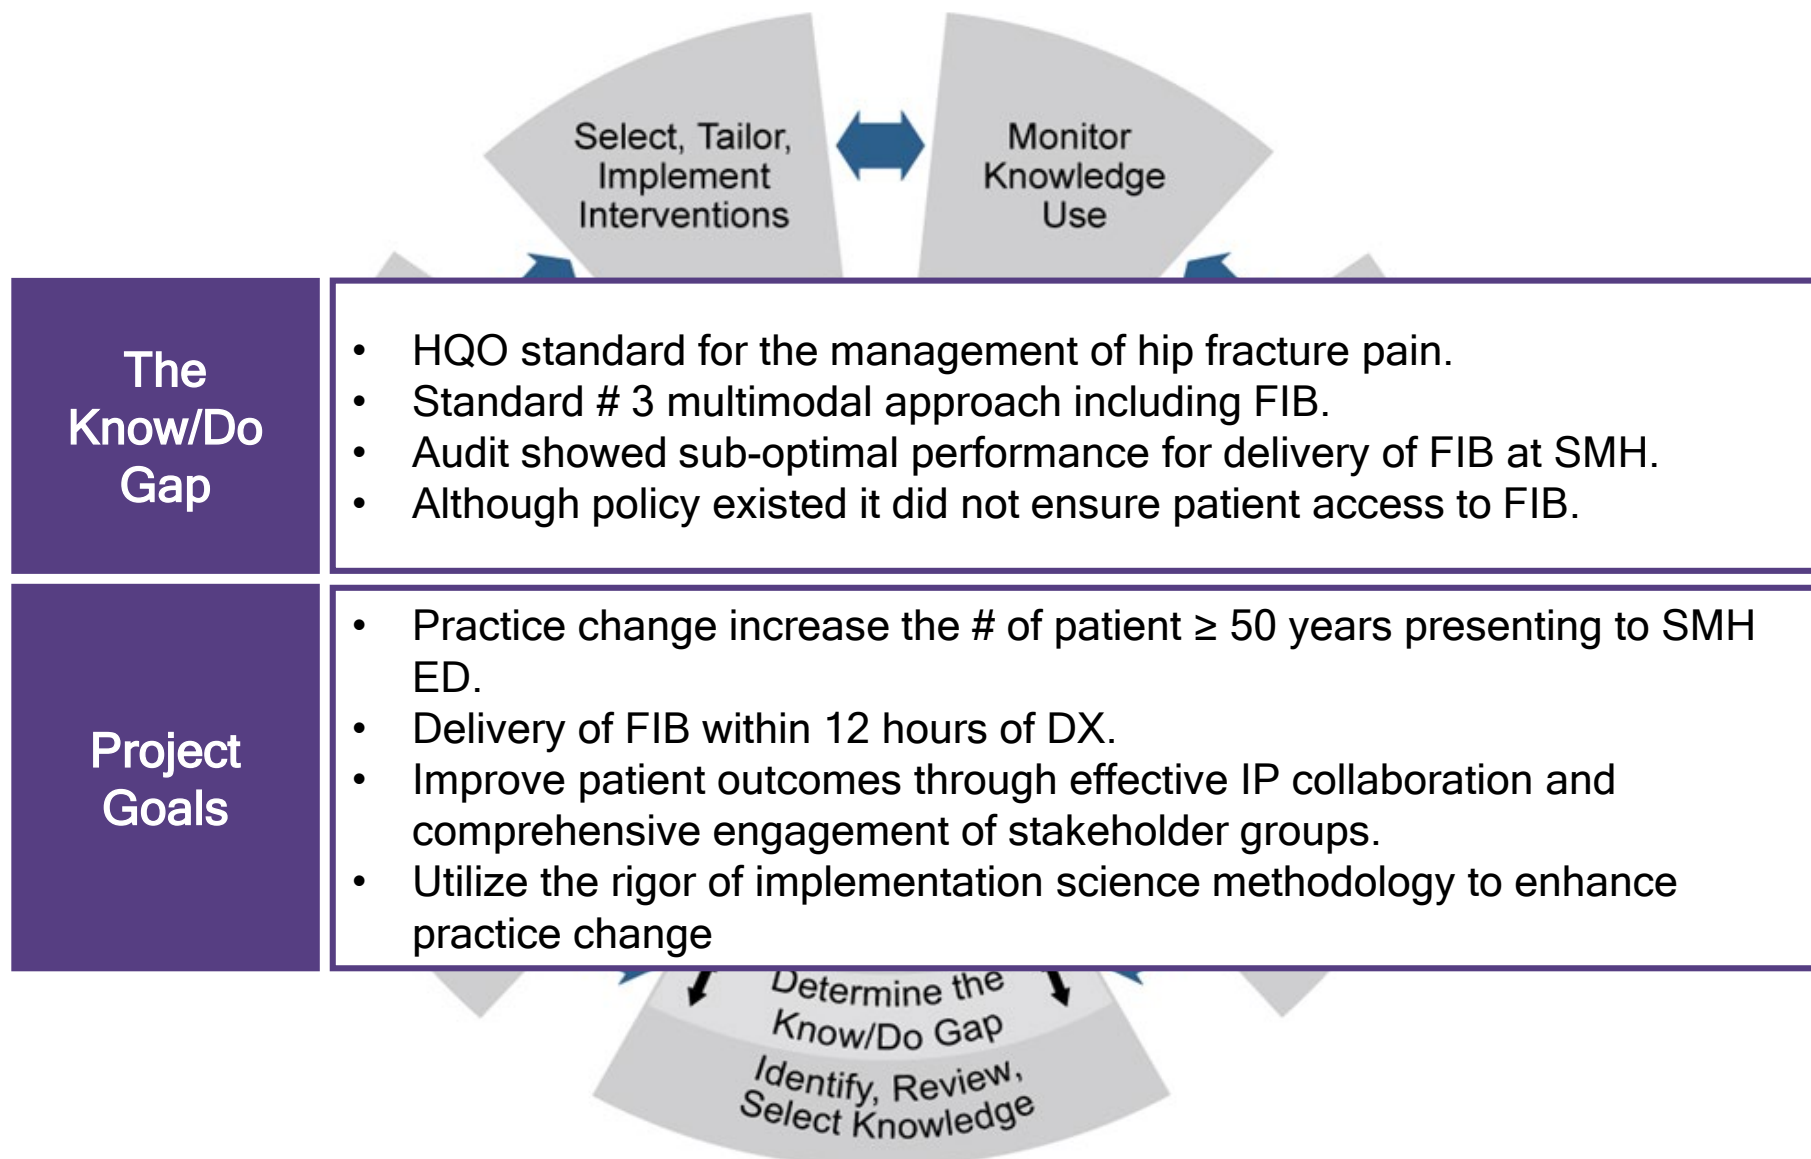 Select, Tailor,
Implement
Interventions
Monitor
Knowledge
Use
The
Know/Do
Gap
• HQO standard for the management of hip fracture pain.
• Standard # 3 multimodal approach including FIB.
• Audit showed sub-optimal performance for delivery of FIB at SMH.
• Although policy existed it did not ensure patient access to FIB.
Project
Goals
• Practice change increase the # of patient ≥ 50 years presenting to SMH
ED.
• Delivery of FIB within 12 hours of DX.
• Improve patient outcomes through effective IP collaboration and
comprehensive engagement of stakeholder groups.
• Utilize the rigor of implementation science methodology to enhance
practice change
Determine the
Know/Do Gap
Identify, Review,
Select Knowledge